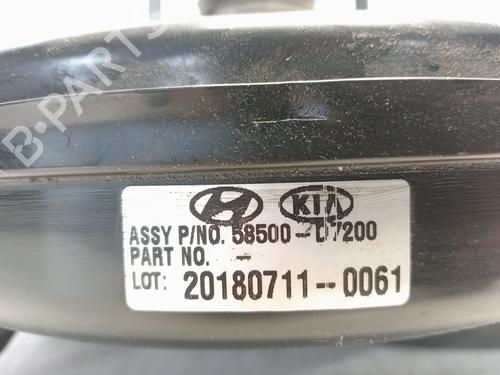 B-PARTS
KIA
ASSY P/NO. 58500-D7200
PART NO. -
LOT: 20180711--0061